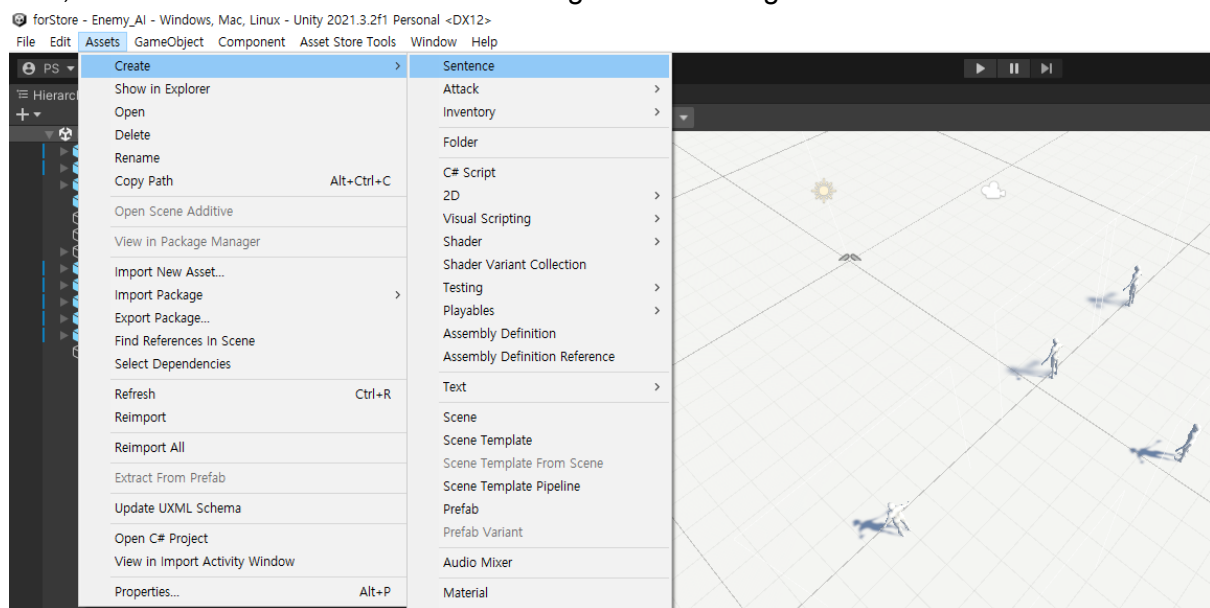 forStore - Enemy_AI - Windows, Mac, Linux - Unity 2021.3.2f1 Personal <DX12>
File Edit Assets GameObject Component Asset Store Tools Window Help
PS
Hierarc
Create
Show in Explorer
Open
Delete
Rename
Copy Path Alt+Ctrl+C
Open Scene Additive
View in Package Manager
Import New Asset...
Import Package
Export Package...
Find References In Scene
Select Dependencies
Refresh Ctrl+R
Reimport
Reimport All
Extract From Prefab
Update UXML Schema
Open C# Project
View in Import Activity Window
Properties... Alt+P
Sentence
Attack
Inventory
Folder
C# Script
2D
Visual Scripting
Shader
Shader Variant Collection
Testing
Playables
Assembly Definition
Assembly Definition Reference
Text
Scene
Scene Template
Scene Template From Scene
Scene Template Pipeline
Prefab
Prefab Variant
Audio Mixer
Material